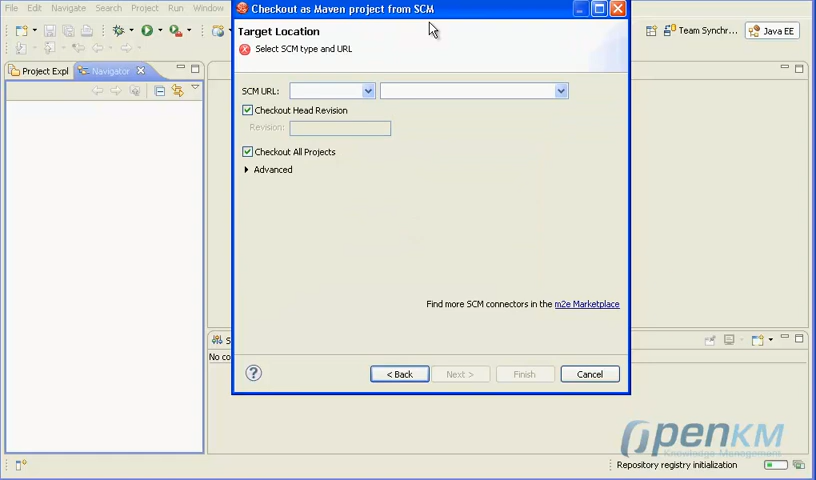 Checkout as Maven project from SCM
File Edit Navigate Search Project Run Window
Team Synchr...
Java EE
Target Location
Select SCM type and URL
Project Expl
Navigator
SCM URL:
Checkout Head Revision
Revision:
Checkout All Projects
Advanced
Find more SCM connectors in the m2e Marketplace
S
No co
?
< Back
Next >
Finish
Cancel
OpenKM
Knowledge Management
Repository registry initialization